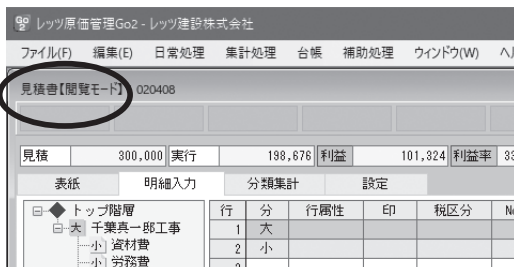 レッツ原価管理Go2 - レッツ建設株式会社
ファイル(F) 編集(E) 日常処理 集計処理 台帳 補助処理 ウィンドウ(W)
見積書【閲覧モード】 020408
見積 300,000 実行 198,676 利益 101,324 利益率
表紙 明細入力 分類集計 設定
トップ階層 行 分 行属性 印 税区分
大 千葉真一邸工事 1 大
小 資材費 2 小
小 労務費